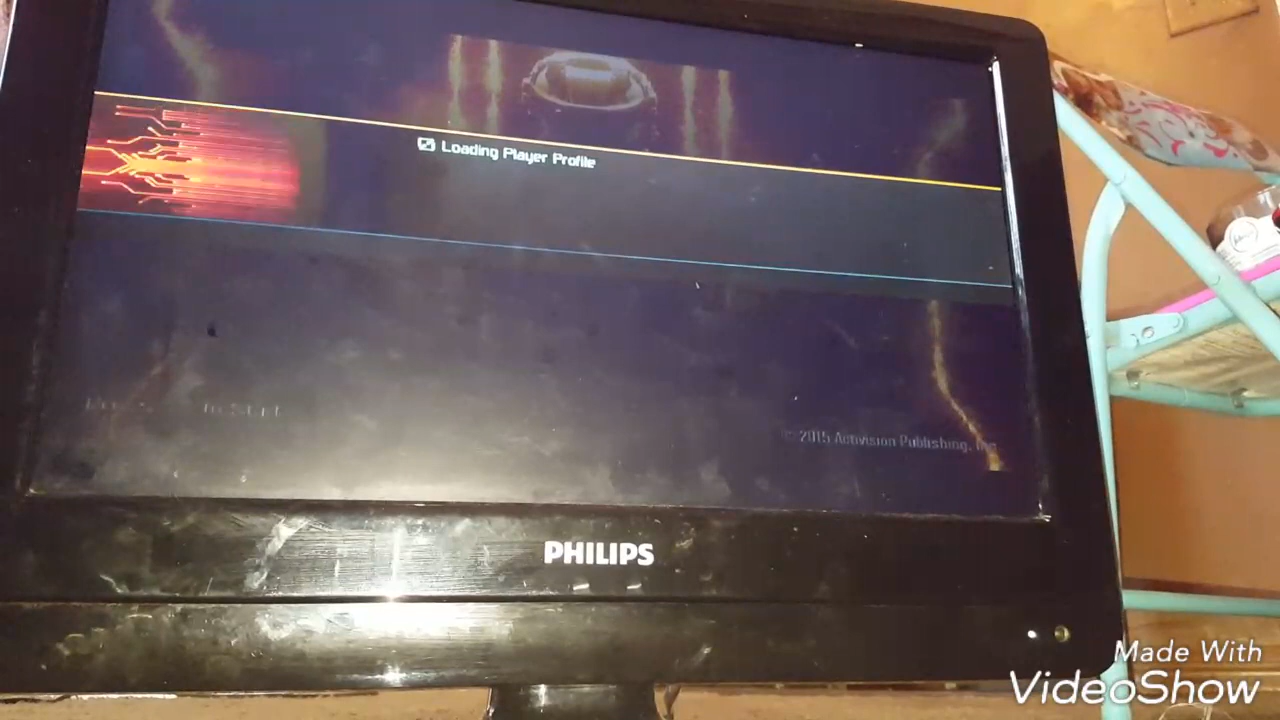 Loading Player Profile
© 2015 Activision Publishing, Inc
PHILIPS
Made With
VideoShow